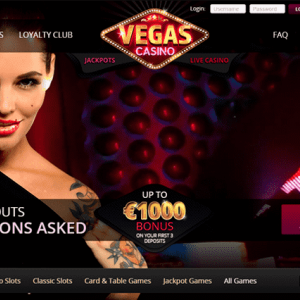 Login: Username Password
S LOYALTY CLUB VEGAS CASINO FAQ
JACKPOTS LIVE CASINO
OUTS
IONS ASKED
UP TO
€1000
BONUS
ON YOUR FIRST 3
DEPOSITS
o Slots Classic Slots Card & Table Games Jackpot Games All Games